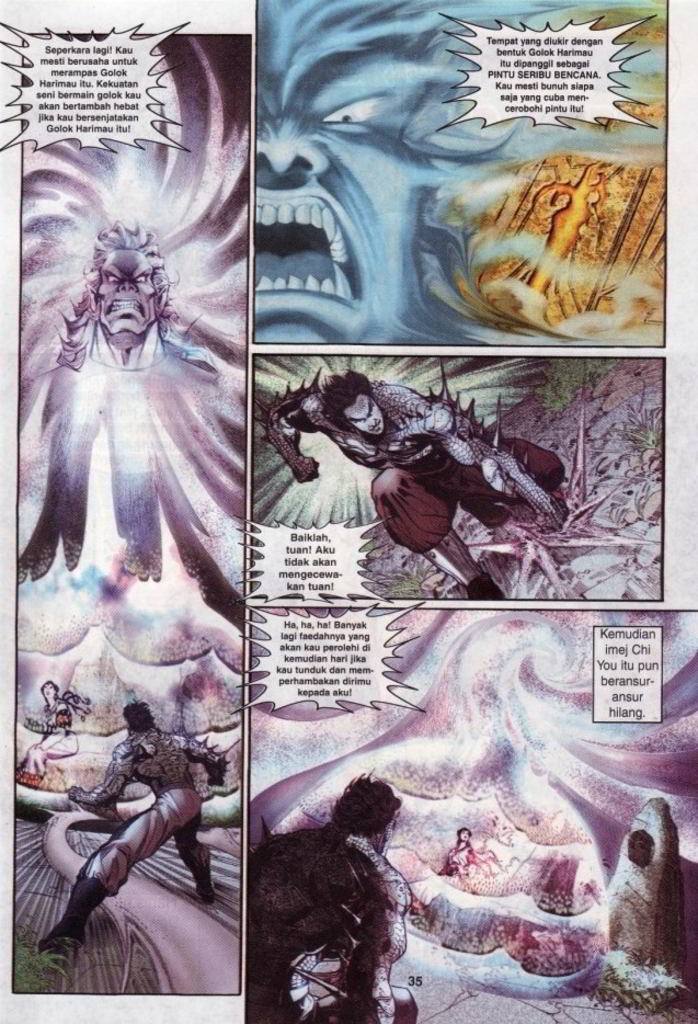 Seperkara lagi! Kau
mesti berusaha untuk
merampas Golok
Harimau itu. Kekuatan
seni bermain golok kau
akan bertambah hebat
jika kau bersenjatakan
Golok Harimau itu!
Tempat yang diukir dengan
bentuk Golok Harimau
itu dipanggil sebagai
PINTU SERIBU BENCANA.
Kau mesti bunuh siapa
saja yang cuba men-
cerobohi pintu itu!
Baiklah,
tuan! Aku
tidak akan
mengecewa-
kan tuan!
Ha, ha, ha! Banyak
lagi faedahnya yang
akan kau perolehi di
kemudian hari jika
kau tunduk dan mem-
perhambakan dirimu
kepada aku!
Kemudian
imej Chi
You itu pun
beransur-
ansur
hilang.
35